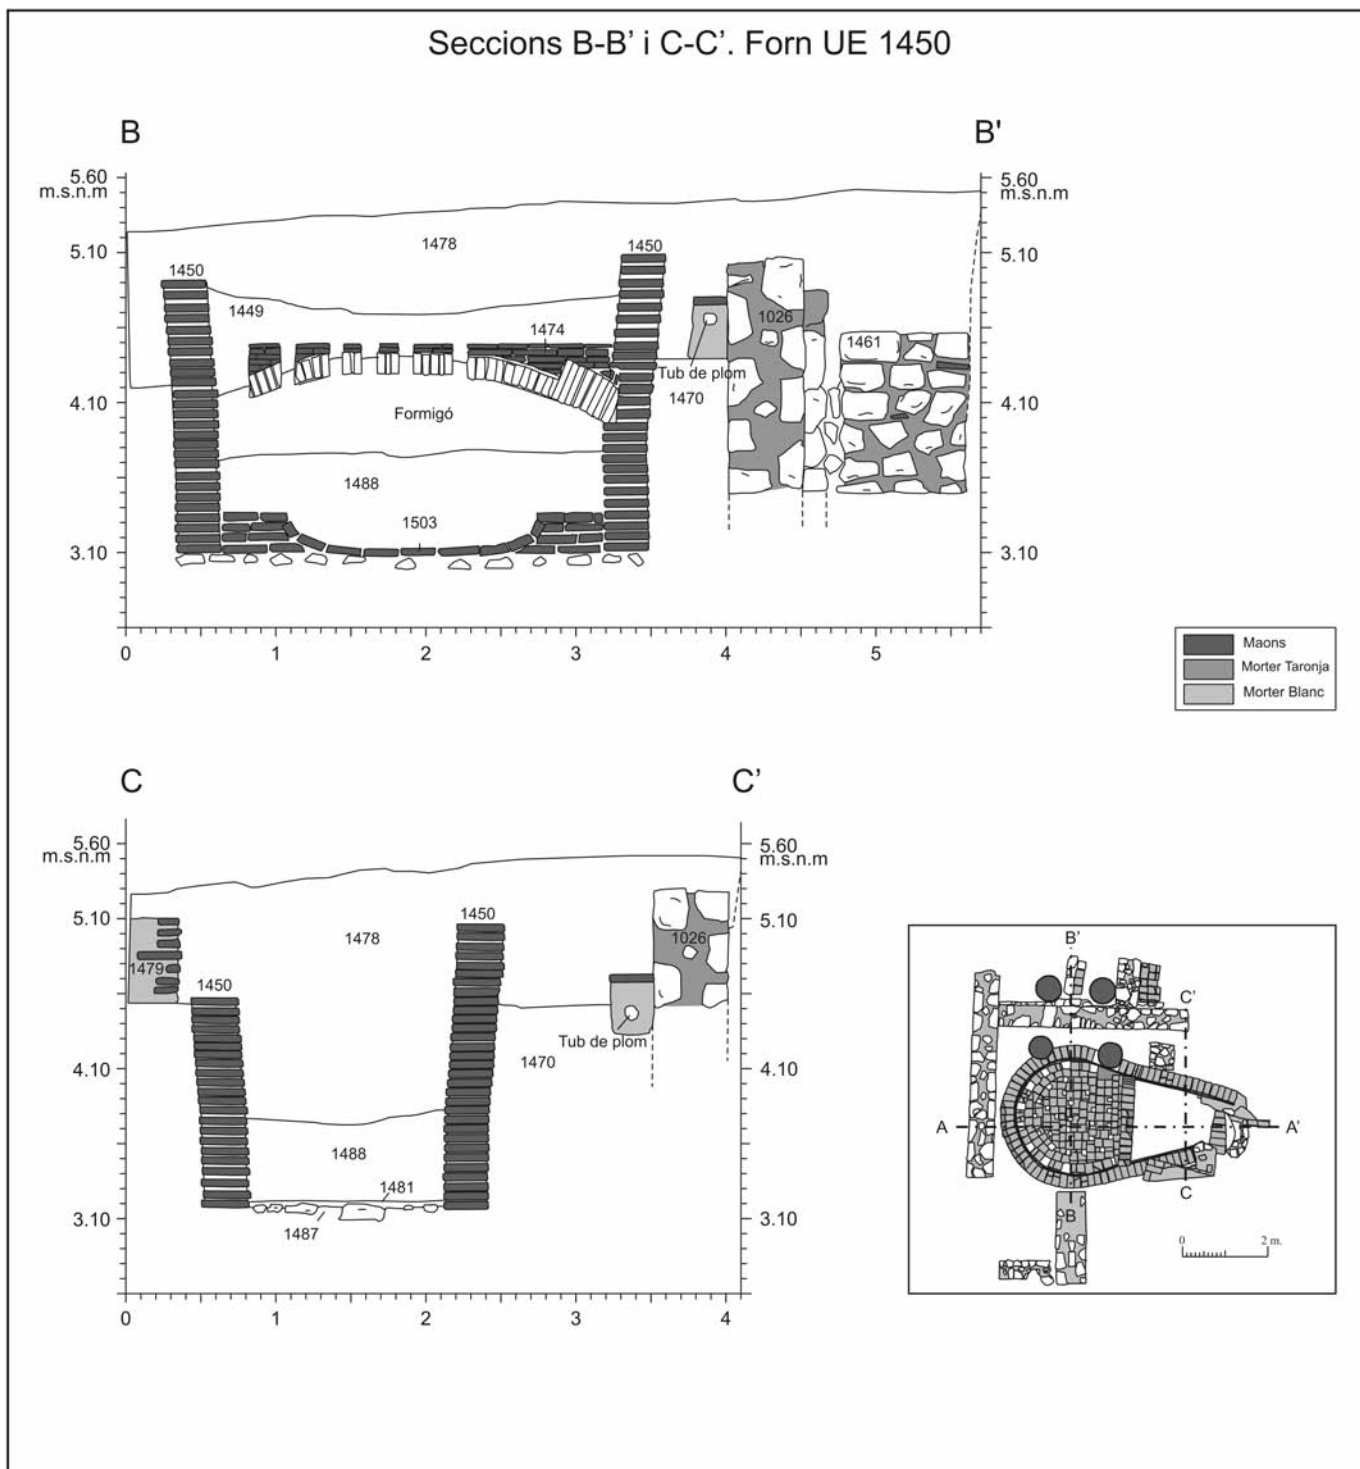 Seccions B-B’ i C-C’. Forn UE 1450
B
B'
5.60
m.s.n.m
5.60
m.s.n.m
5.10
1478
1450
5.10
1450
1449
1474
1026
1461
Tub de plom
4.10
Formigó
1470
4.10
1488
1503
3.10
3.10
0
1
2
3
4
5
Maons
Morter Taronja
Morter Blanc
C
C’
5.60
m.s.n.m
5.60
m.s.n.m
5.10
1478
1450
1026
5.10
1479
1450
Tub de plom
4.10
1470
4.10
1488
1481
3.10
1487
3.10
0
1
2
3
4
B'
C'
A
A'
C
B
0
2 m.